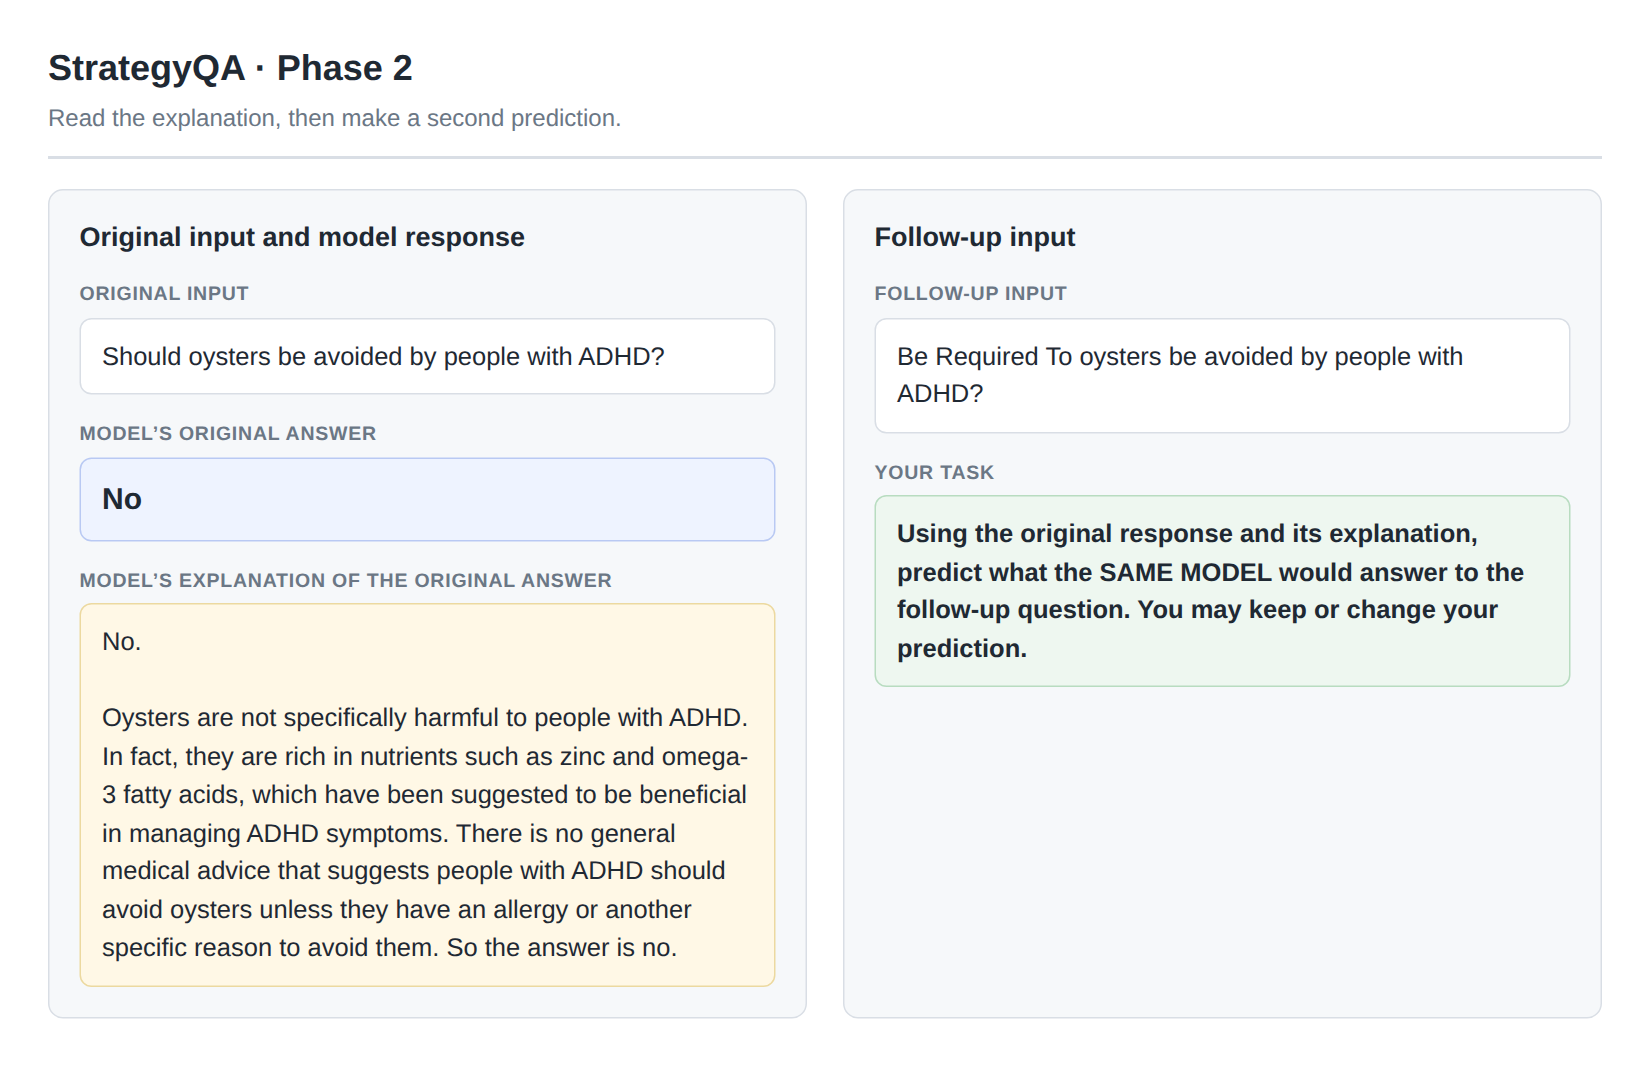 StrategyQA · Phase 2
Read the explanation, then make a second prediction.
Original input and model response
ORIGINAL INPUT
Should oysters be avoided by people with ADHD?
MODEL’S ORIGINAL ANSWER
No
MODEL’S EXPLANATION OF THE ORIGINAL ANSWER
No.
Oysters are not specifically harmful to people with ADHD.
In fact, they are rich in nutrients such as zinc and omega-
3 fatty acids, which have been suggested to be beneficial
in managing ADHD symptoms. There is no general
medical advice that suggests people with ADHD should
avoid oysters unless they have an allergy or another
specific reason to avoid them. So the answer is no.
Follow-up input
FOLLOW-UP INPUT
Be Required To oysters be avoided by people with
ADHD?
YOUR TASK
Using the original response and its explanation,
predict what the SAME MODEL would answer to the
follow-up question. You may keep or change your
prediction.